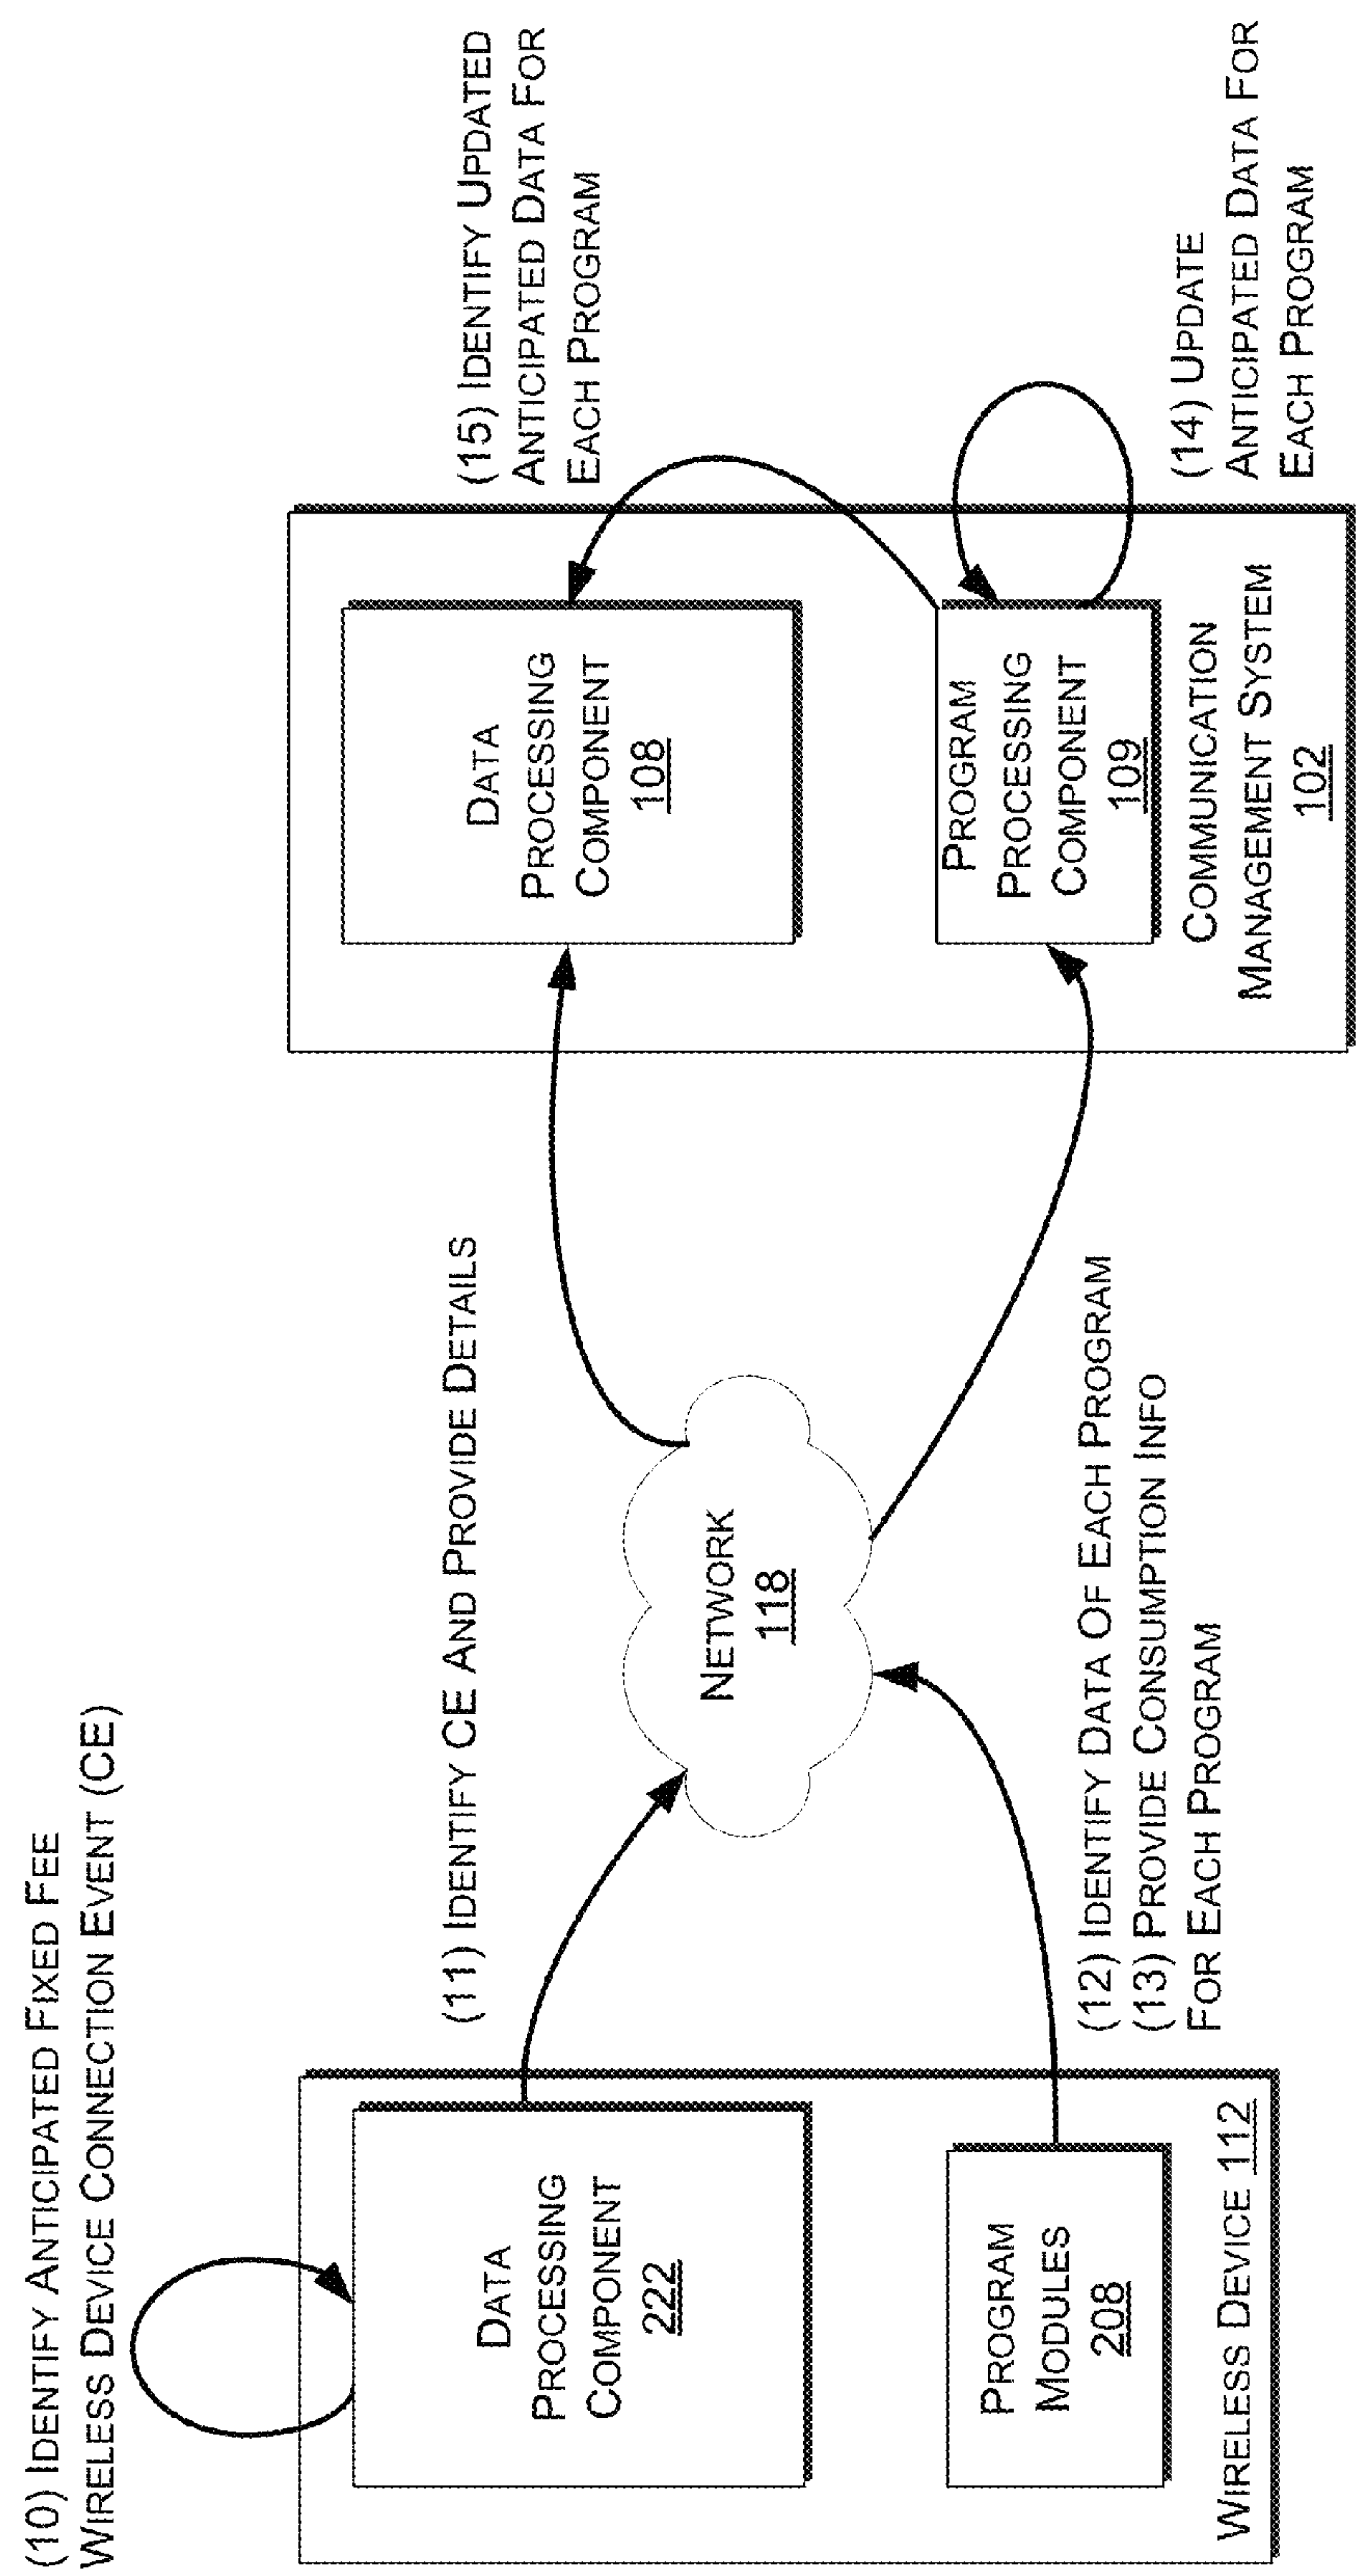 (10) IDENTIFY ANTICIPATED FIXED FEE
WIRELESS DEVICE CONNECTION EVENT (CE)
DATA
PROCESSING
COMPONENT
222
PROGRAM
MODULES
208
WIRELESS DEVICE 112
(11) IDENTIFY CE AND PROVIDE DETAILS
NETWORK
118
(12) IDENTIFY DATA OF EACH PROGRAM
(13) PROVIDE CONSUMPTION INFO
FOR EACH PROGRAM
DATA
PROCESSING
COMPONENT
108
PROGRAM
PROCESSING
COMPONENT
109
COMMUNICATION
MANAGEMENT SYSTEM
102
(15) IDENTIFY UPDATED
ANTICIPATED DATA FOR
EACH PROGRAM
(14) UPDATE
ANTICIPATED DATA FOR
EACH PROGRAM